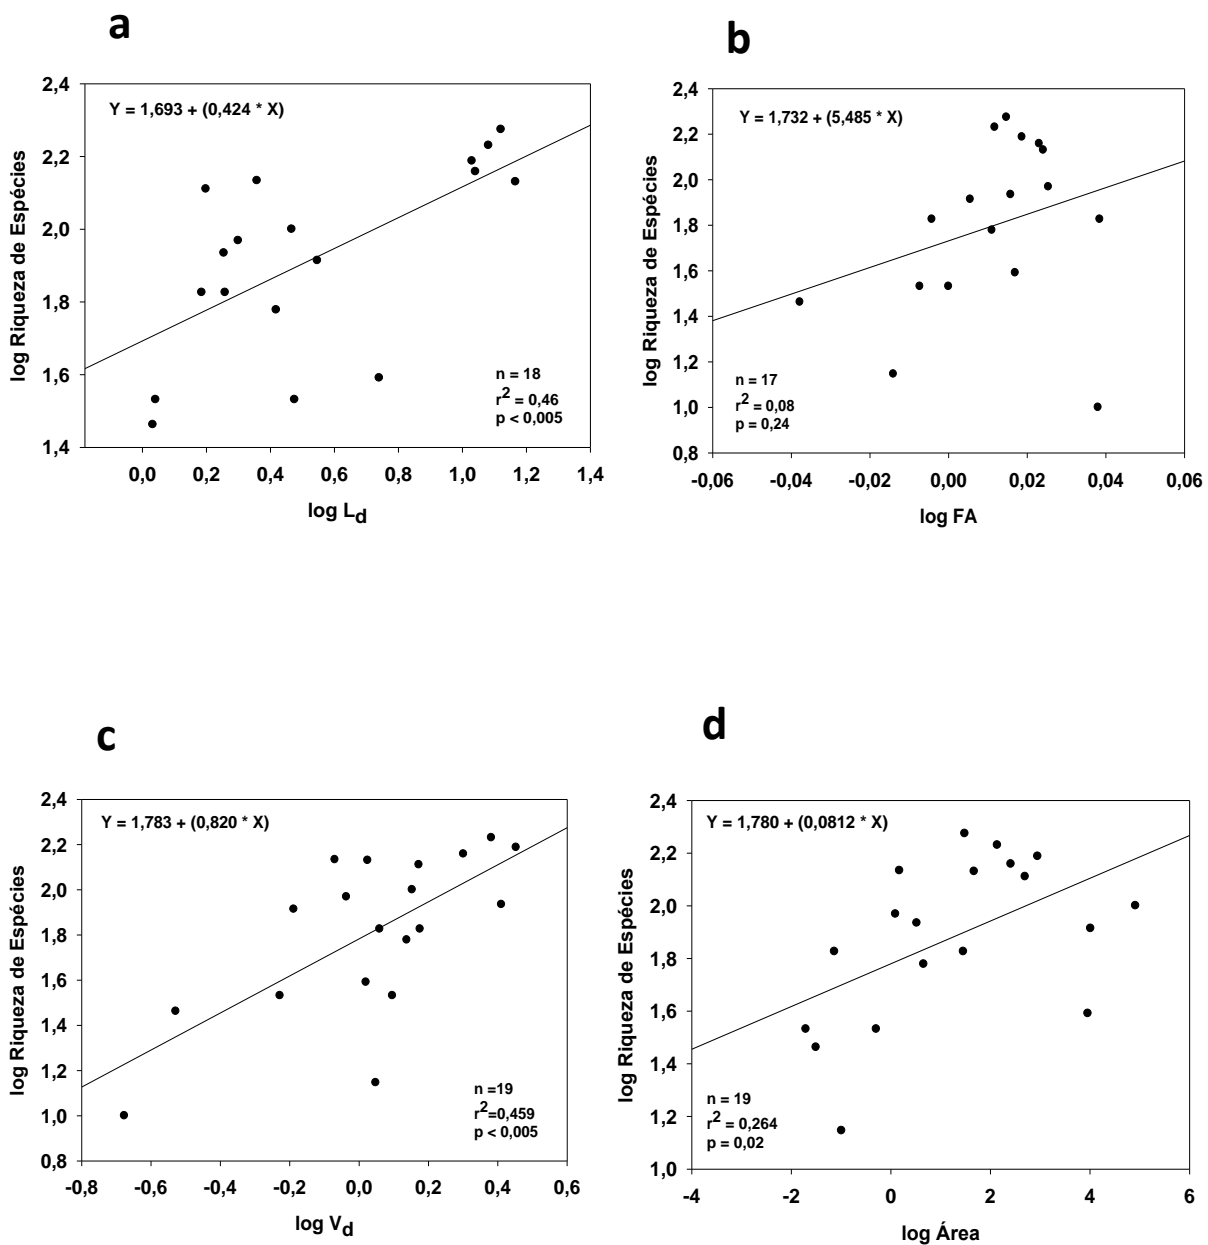 a
Y = 1,693 + (0,424 * X)
log Riqueza de Espécies
2,4
2,2
2,0
1,8
1,6
1,4
n = 18
r2 = 0,46
p < 0,005
0,0 0,2 0,4 0,6 0,8 1,0 1,2 1,4
log Ld
b
Y = 1,732 + (5,485 * X)
log Riqueza de Espécies
2,4
2,2
2,0
1,8
1,6
1,4
1,2
1,0
0,8
n = 17
r2 = 0,08
p = 0,24
-0,06 -0,04 -0,02 0,00 0,02 0,04 0,06
log FA
c
Y = 1,783 + (0,820 * X)
log Riqueza de Espécies
2,4
2,2
2,0
1,8
1,6
1,4
1,2
1,0
0,8
n =19
r2=0,459
p < 0,005
-0,8 -0,6 -0,4 -0,2 0,0 0,2 0,4 0,6
log Vd
d
Y = 1,780 + (0,0812 * X)
log Riqueza de Espécies
2,4
2,2
2,0
1,8
1,6
1,4
1,2
1,0
n = 19
r2 = 0,264
p = 0,02
-4 -2 0 2 4 6
log Área